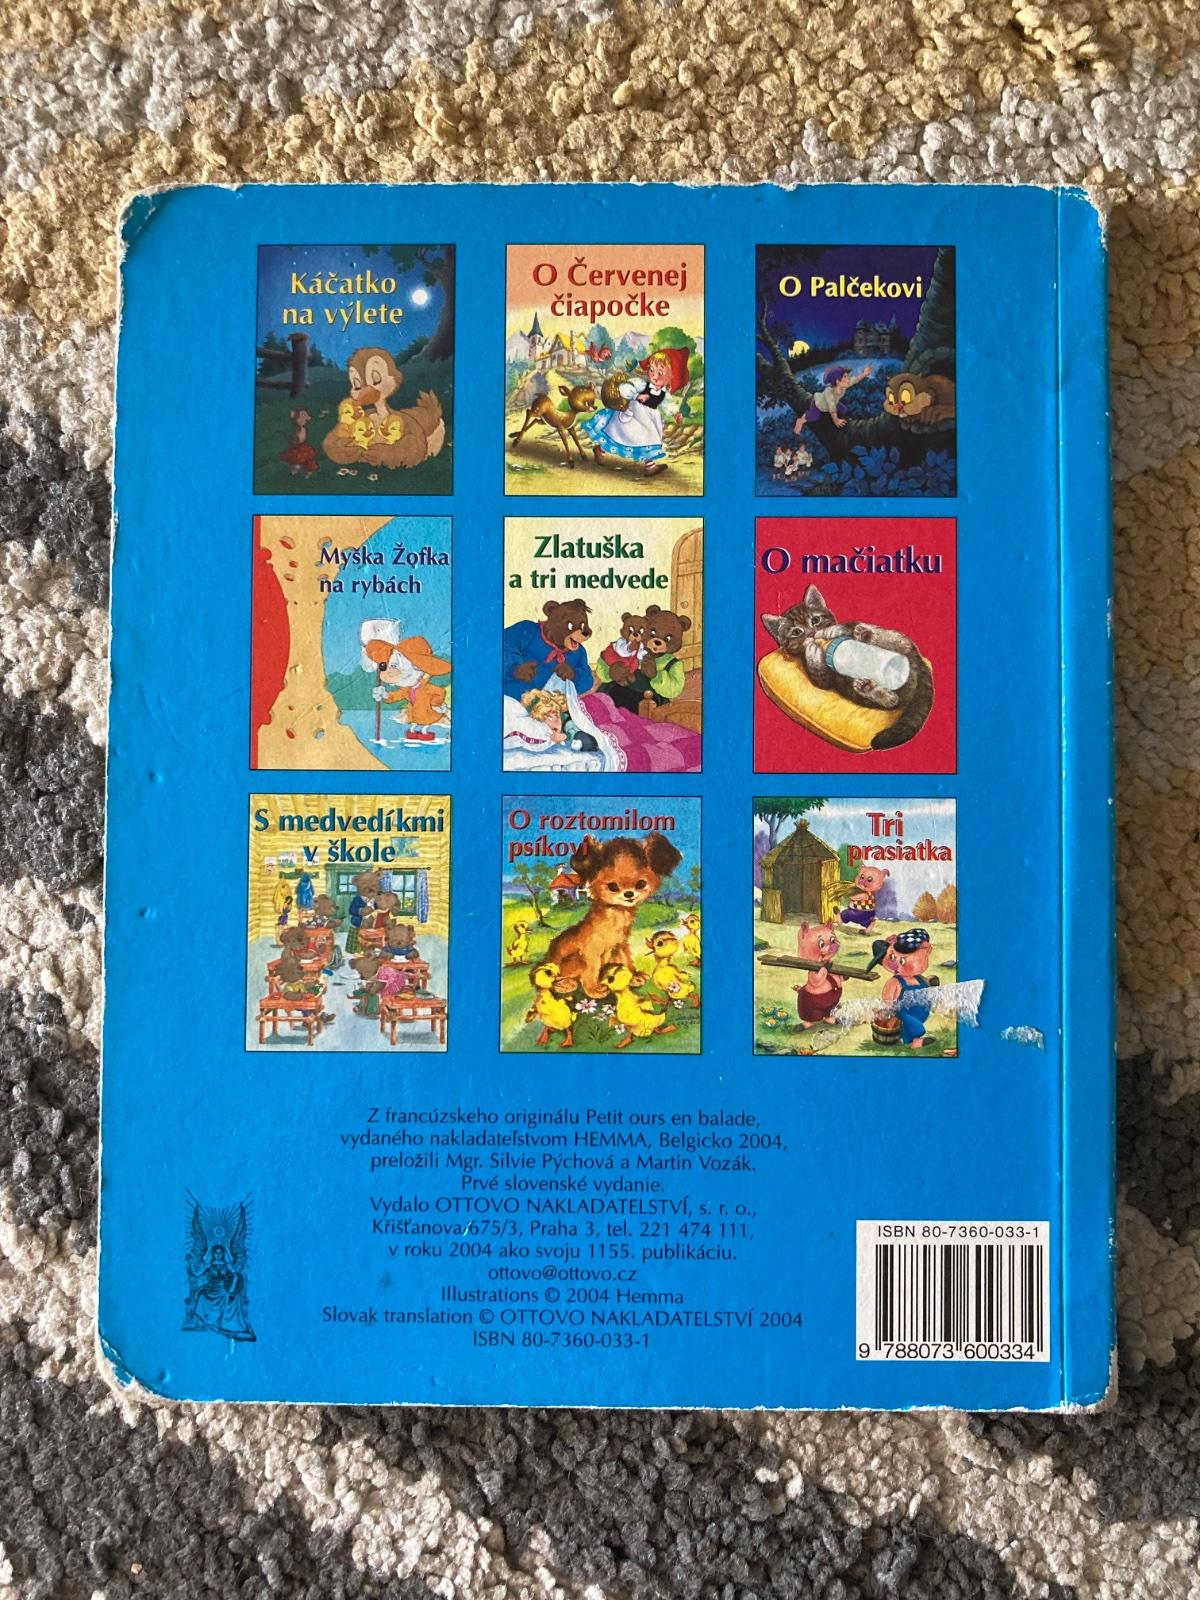 Káčatko
na výlete
O Červenej
čiapočke
O Palčekovi
Myška Žofka
na rybách
Zlatuška
a tri medvede
O mačiatku
S medvedíkmi
v škole
O roztomilom
psíkovi
Tri
prasiatka
Z francúzskeho originálu Petit ours en balade,
vydaného nakladateľstvom HEMMA, Belgicko 2004,
preložili Mgr. Silvie Pýchová a Martin Vozák.
Prvé slovenské vydanie.
Vydalo OTTOVO NAKLADATELSTVÍ, s. r. o.,
Křišťanova 675/3, Praha 3, tel. 221 474 111,
v roku 2004 ako svoju 1155. publikáciu.
ottovo@ottovo.cz
Illustrations © 2004 Hemma
Slovak translation © OTTOVO NAKLADATELSTVÍ 2004
ISBN 80-7360-033-1
ISBN 80-7360-033-1
9 788073 600334